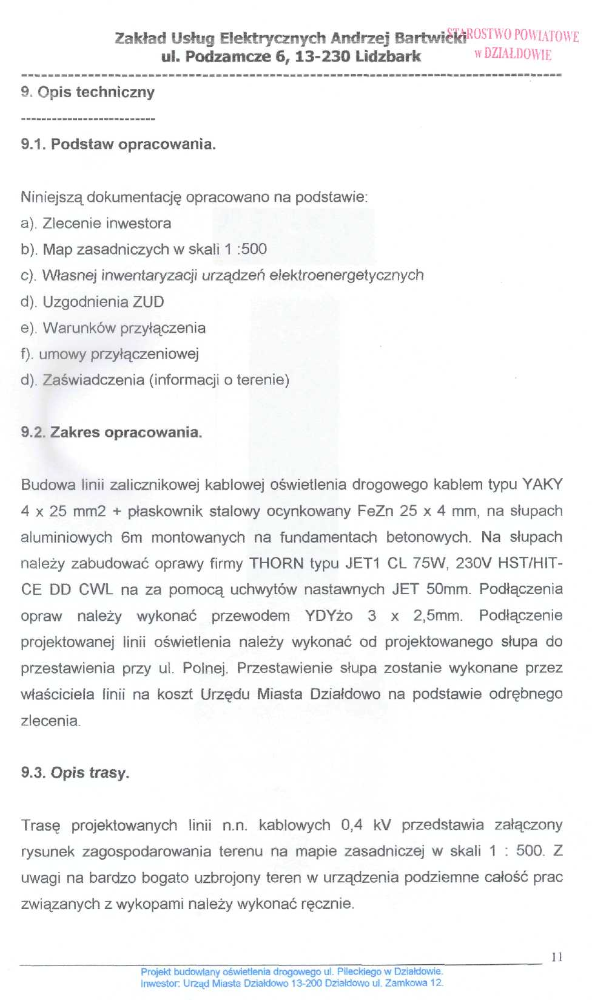 Zakład Usług Elektrycznych Andrzej Bartwicki
STAROSTWO POWIATOWE
ul. Podzamcze 6, 13-230 Lidzbark
w DZIAŁDOWIE
9. Opis techniczny
9.1. Podstaw opracowania.
Niniejszą dokumentację opracowano na podstawie:
a). Zlecenie inwestora
b). Map zasadniczych w skali 1 :500
c). Własnej inwentaryzacji urządzeń elektroenergetycznych
d). Uzgodnienia ZUD
e). Warunków przyłączenia
f). umowy przyłączeniowej
d). Zaświadczenia (informacji o terenie)
9.2. Zakres opracowania.
Budowa linii zalicznikowej kablowej oświetlenia drogowego kablem typu YAKY
4 x 25 mm2 + płaskownik stalowy ocynkowany FeZn 25 x 4 mm, na słupach
aluminiowych 6m montowanych na fundamentach betonowych. Na słupach
należy zabudować oprawy firmy THORN typu JET1 CL 75W, 230V HST/HIT-
CE DD CWL na za pomocą uchwytów nastawnych JET 50mm. Podłączenia
opraw należy wykonać przewodem YDYżo 3 x 2,5mm. Podłączenie
projektowanej linii oświetlenia należy wykonać od projektowanego słupa do
przestawienia przy ul. Polnej. Przestawienie słupa zostanie wykonane przez
właściciela linii na koszt Urzędu Miasta Działdowo na podstawie odrębnego
zlecenia.
9.3. Opis trasy.
Trasę projektowanych linii n.n. kablowych 0,4 kV przedstawia załączony
rysunek zagospodarowania terenu na mapie zasadniczej w skali 1 : 500. Z
uwagi na bardzo bogato uzbrojony teren w urządzenia podziemne całość prac
związanych z wykopami należy wykonać ręcznie.
11
Projekt budowlany oświetlenia drogowego ul. Pileckiego w Działdowie.
Inwestor: Urząd Miasta Działdowo 13-200 Działdowo ul. Zamkowa 12.